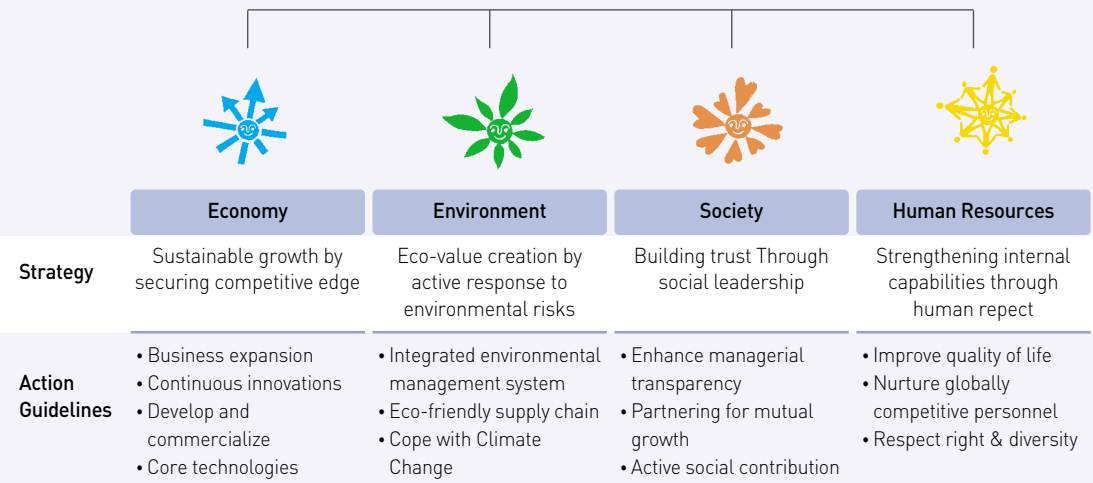 Economy
Environment
Society
Human Resources
Strategy
Sustainable growth by
securing competitive edge
Eco-value creation by
active response to
environmental risks
Building trust Through
social leadership
Strengthening internal
capabilities through
human repect
Action
Guidelines
• Business expansion
• Continuous innovations
• Develop and
commercialize
• Core technologies
• Integrated environmental
management system
• Eco-friendly supply chain
• Cope with Climate
Change
• Enhance managerial
transparency
• Partnering for mutual
growth
• Active social contribution
• Improve quality of life
• Nurture globally
competitive personnel
• Respect right & diversity